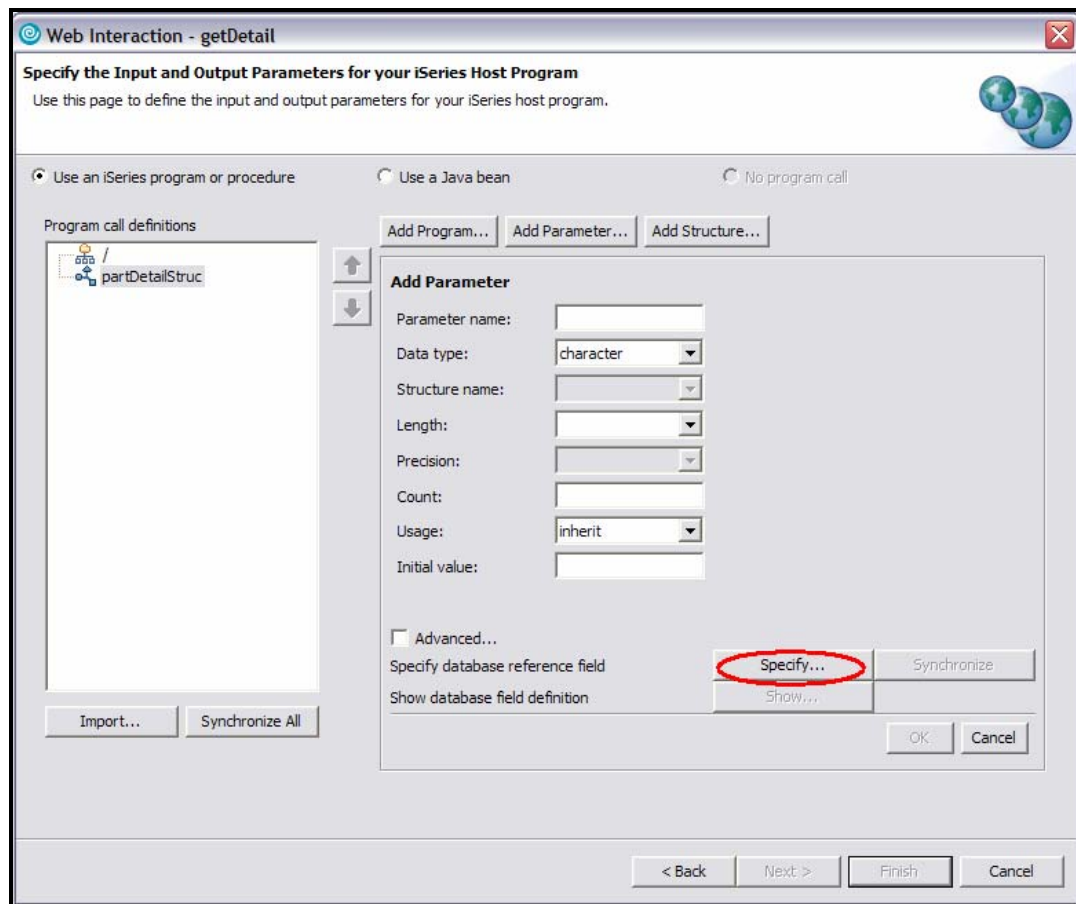 Web Interaction - getDetail
Specify the Input and Output Parameters for your iSeries Host Program
Use this page to define the input and output parameters for your iSeries host program.
Use an iSeries program or procedure
Use a Java bean
No program call
Program call definitions
/
partDetailStruc
Import...
Synchronize All
Add Program...
Add Parameter...
Add Structure...
Add Parameter
Parameter name:
Data type: character
Structure name:
Length:
Precision:
Count:
Usage: inherit
Initial value:
Advanced...
Specify database reference field Specify... Synchronize
Show database field definition Show...
OK Cancel
< Back Next > Finish Cancel